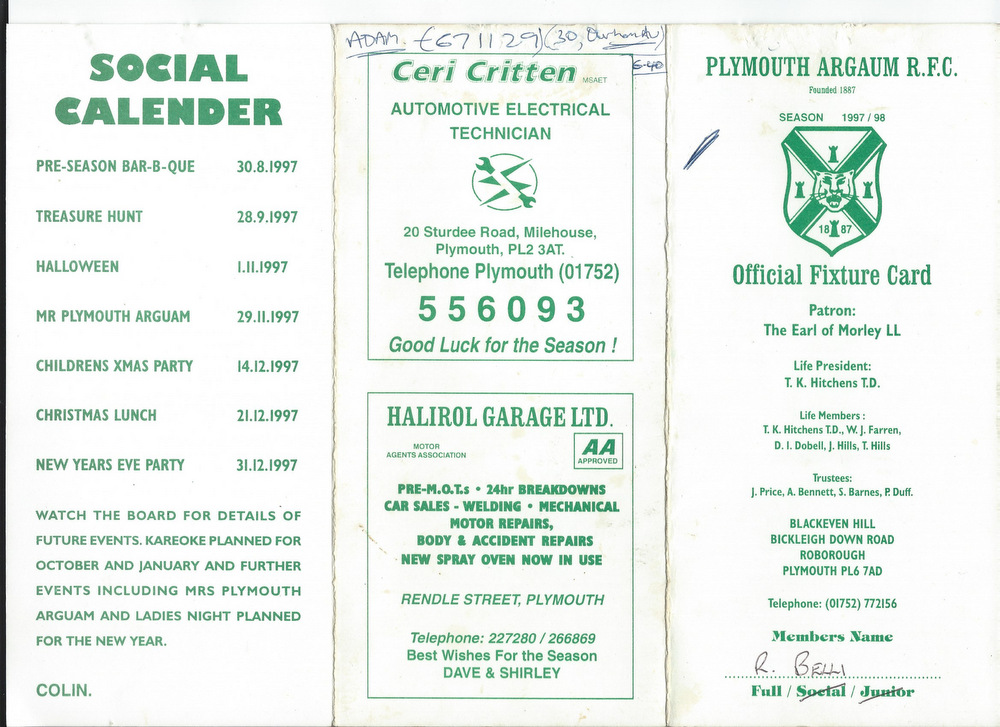 SOCIAL
CALENDER
PRE-SEASON BAR-B-QUE 30.8.1997
TREASURE HUNT 28.9.1997
HALLOWEEN 1.11.1997
MR PLYMOUTH ARGUAM 29.11.1997
CHILDRENS XMAS PARTY 14.12.1997
CHRISTMAS LUNCH 21.12.1997
NEW YEARS EVE PARTY 31.12.1997
WATCH THE BOARD FOR DETAILS OF
FUTURE EVENTS. KAREOKE PLANNED FOR
OCTOBER AND JANUARY AND FURTHER
EVENTS INCLUDING MRS PLYMOUTH
ARGUAM AND LADIES NIGHT PLANNED
FOR THE NEW YEAR.
COLIN.
ADAM. (671129) (30,
6-40
Ceri Critten MSAET
AUTOMOTIVE ELECTRICAL
TECHNICIAN
20 Sturdee Road, Milehouse,
Plymouth, PL2 3AT.
Telephone Plymouth (01752)
556093
Good Luck for the Season !
HALIROL GARAGE LTD.
MOTOR
AGENTS ASSOCIATION
AA
APPROVED
PRE-M.O.T.s • 24hr BREAKDOWNS
CAR SALES - WELDING • MECHANICAL
MOTOR REPAIRS,
BODY & ACCIDENT REPAIRS
NEW SPRAY OVEN NOW IN USE
RENDLE STREET, PLYMOUTH
Telephone: 227280 / 266869
Best Wishes For the Season
DAVE & SHIRLEY
PLYMOUTH ARGAUM R.F.C.
Founded 1887
SEASON 1997 / 98
18 87
Official Fixture Card
Patron:
The Earl of Morley LL
Life President:
T. K. Hitchens T.D.
Life Members :
T. K. Hitchens T.D., W. J. Farren,
D. I. Dobell, J. Hills, T. Hills
Trustees:
J. Price, A. Bennett, S. Barnes, P. Duff.
BLACKEVEN HILL
BICKLEIGH DOWN ROAD
ROBOROUGH
PLYMOUTH PL6 7AD
Telephone: (01752) 772156
Members Name
R. BELLI
Full / Social / Junior